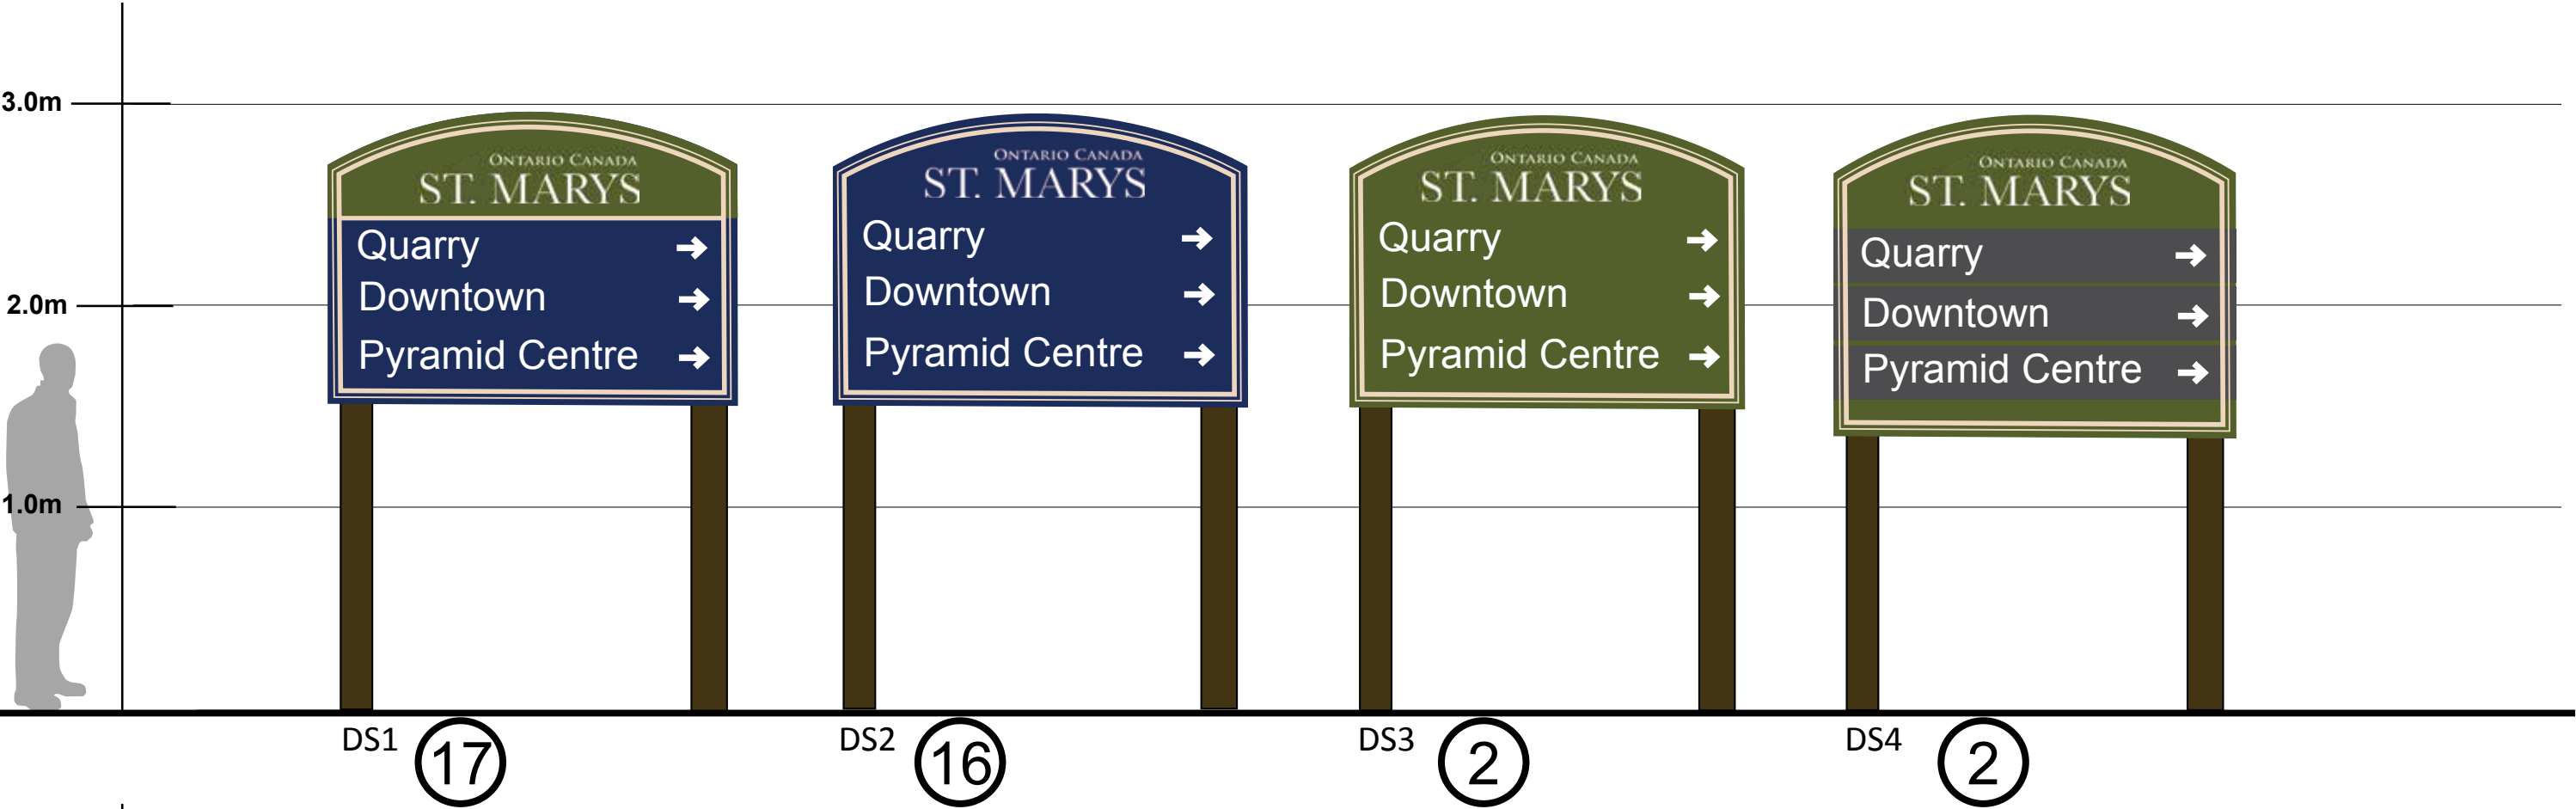 3.0m
2.0m
1.0m
ONTARIO CANADA
ST. MARYS
Quarry →
Downtown →
Pyramid Centre →
ONTARIO CANADA
ST. MARYS
Quarry →
Downtown →
Pyramid Centre →
ONTARIO CANADA
ST. MARYS
Quarry →
Downtown →
Pyramid Centre →
ONTARIO CANADA
ST. MARYS
Quarry →
Downtown →
Pyramid Centre →
DS1 17
DS2 16
DS3 2
DS4 2